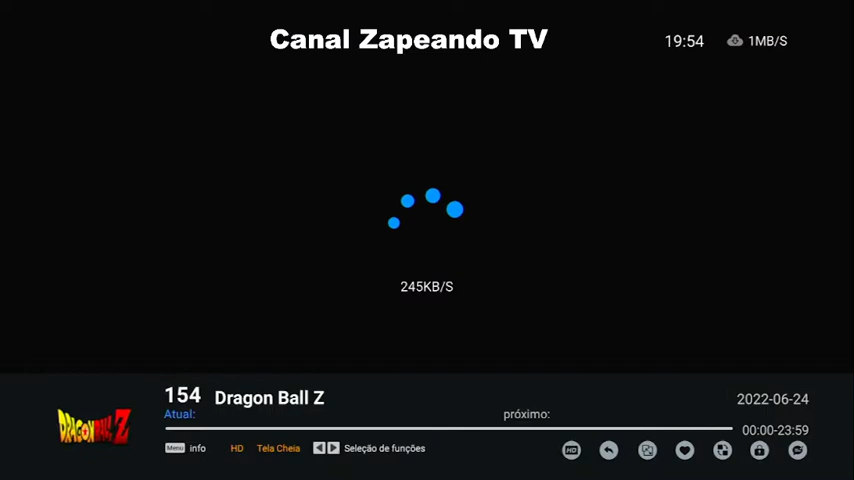 Canal Zapeando TV
19:54
1MB/S
245KB/S
154 Dragon Ball Z
2022-06-24
Atual:
próximo:
00:00-23:59
DRAGON BALL Z
Menu info HD Tela Cheia Seleção de funções
HD